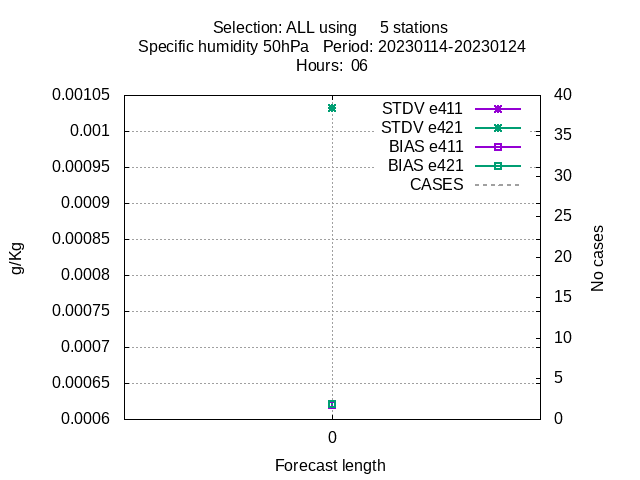 Selection: ALL using     5 stations
Specific humidity 50hPa   Period: 20230114-20230124
Hours:  06
0.00105
0.001
0.00095
0.0009
0.00085
0.0008
0.00075
0.0007
0.00065
0.0006
g/Kg
STDV e411
STDV e421
BIAS e411
BIAS e421
CASES
40
35
30
25
20
15
10
5
0
No cases
0
Forecast length